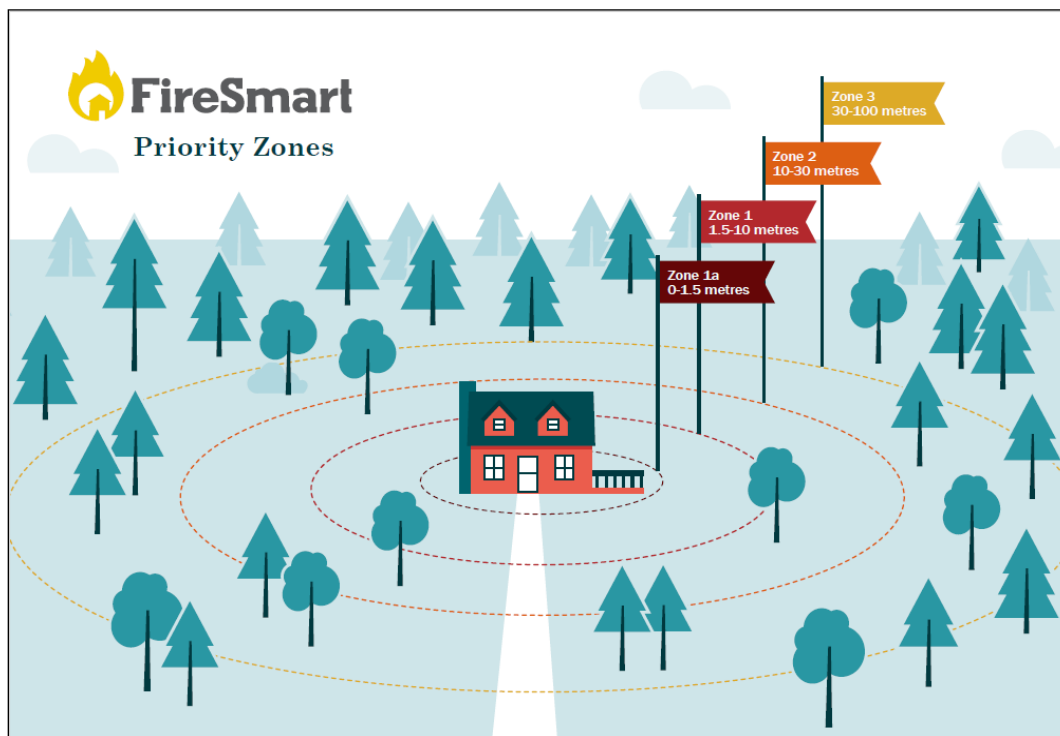 FireSmart
Priority Zones
Zone 3
30-100 metres
Zone 2
10-30 metres
Zone 1
1.5-10 metres
Zone 1a
0-1.5 metres